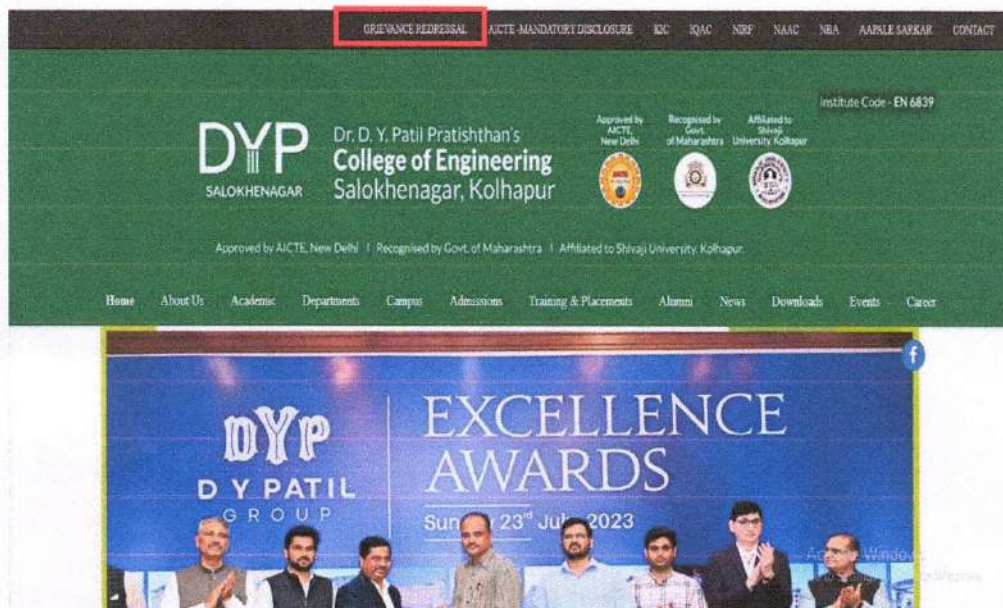 GRIEVANCE REDRESSAL AICTE -MANDATORY DISCLOSURE KIC IQAC NIRF NAAC NBA AAPALE SARKAR CONTACT
Institute Code - EN 6839
DYP
SALOKHENAGAR
Dr. D. Y. Patil Pratishthan's
College of Engineering
Salokhenagar, Kolhapur
Approved by
AICTE,
New Delhi
Recognised by
Govt.
of Maharashtra
Affiliated to
Shivaji
University, Kolhapur
Approved by AICTE, New Delhi | Recognised by Govt. of Maharashtra | Affiliated to Shivaji University, Kolhapur.
Home About Us Academic Departments Campus Admissions Training & Placements Alumni News Downloads Events Career
f
DYP
D Y PATIL
GROUP
EXCELLENCE
AWARDS
Sunday 23rd July 2023